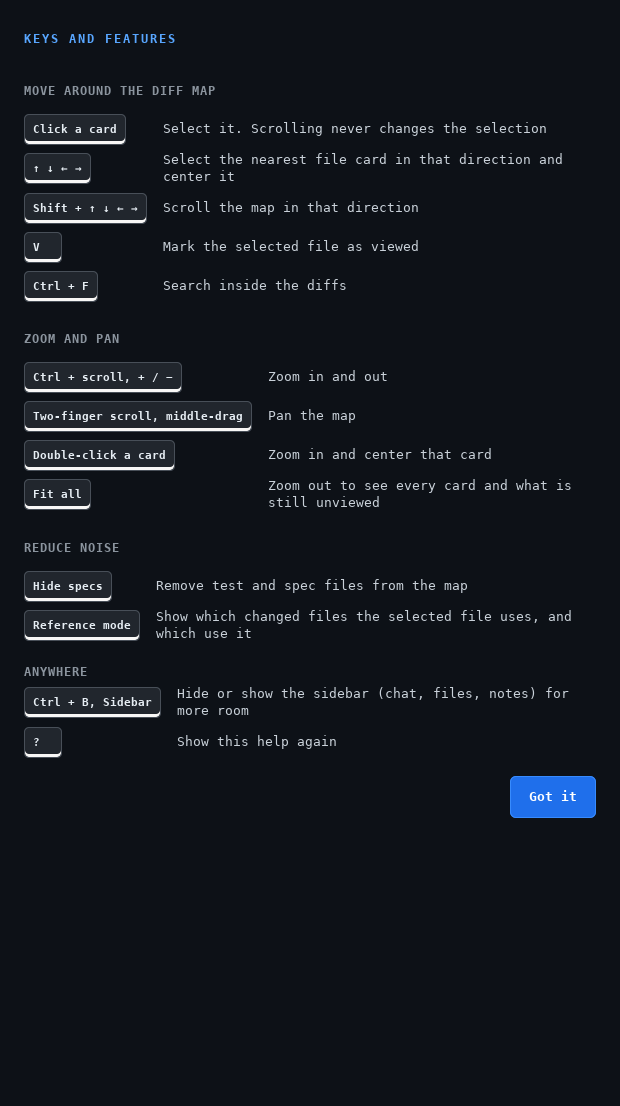 KEYS AND FEATURES
MOVE AROUND THE DIFF MAP
Click a card Select it. Scrolling never changes the selection
↑ ↓ ← → Select the nearest file card in that direction and
center it
Shift + ↑ ↓ ← → Scroll the map in that direction
V Mark the selected file as viewed
Ctrl + F Search inside the diffs
ZOOM AND PAN
Ctrl + scroll, + / − Zoom in and out
Two-finger scroll, middle-drag Pan the map
Double-click a card Zoom in and center that card
Fit all Zoom out to see every card and what is
still unviewed
REDUCE NOISE
Hide specs Remove test and spec files from the map
Reference mode Show which changed files the selected file uses, and
which use it
ANYWHERE
Ctrl + B, Sidebar Hide or show the sidebar (chat, files, notes) for
more room
? Show this help again
Got it